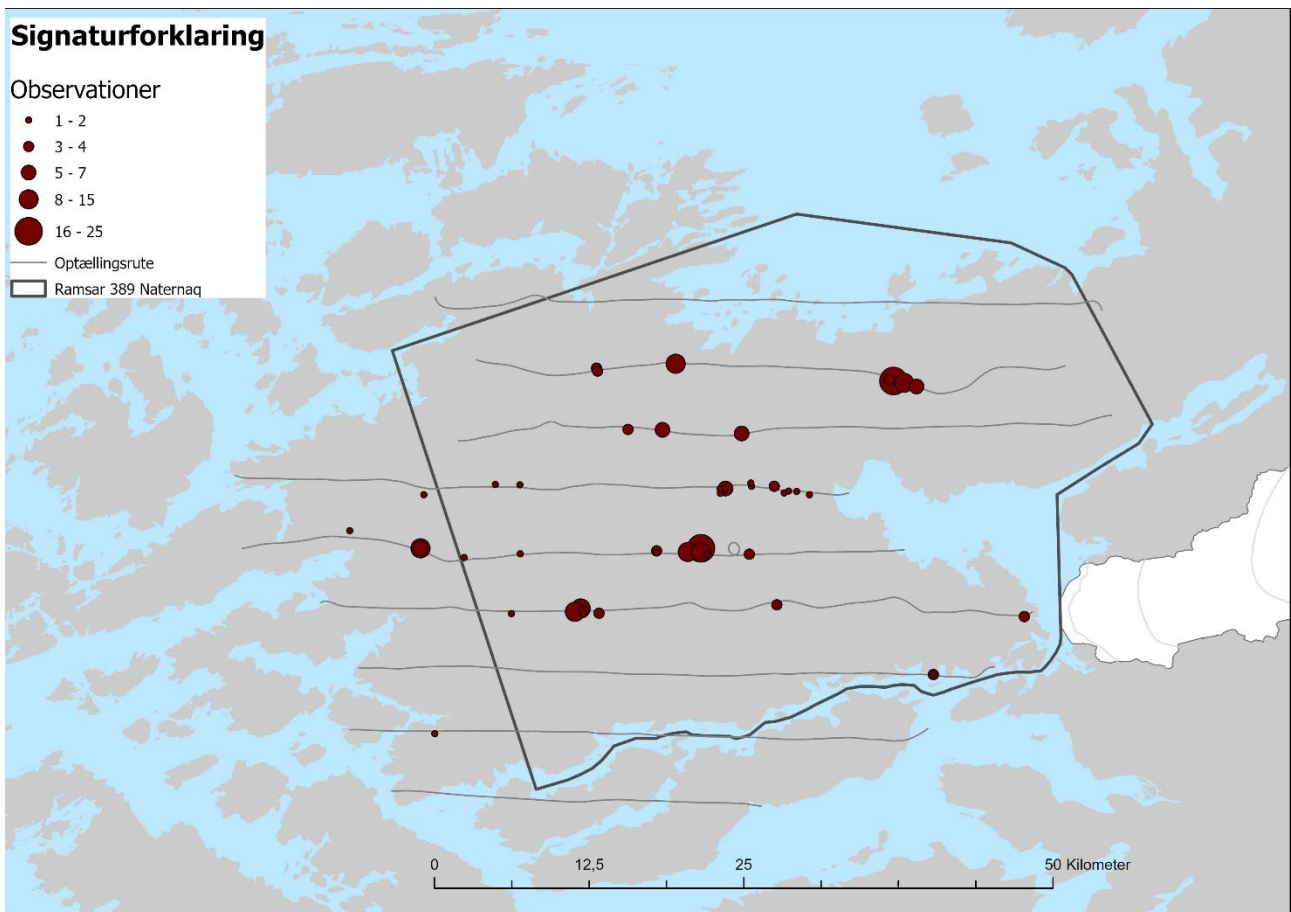 Signaturforklaring
Observationer
1 - 2
3 - 4
5 - 7
8 - 15
16 - 25
Optællingsrute
Ramsar 389 Naternaq
0 12,5 25 50 Kilometer